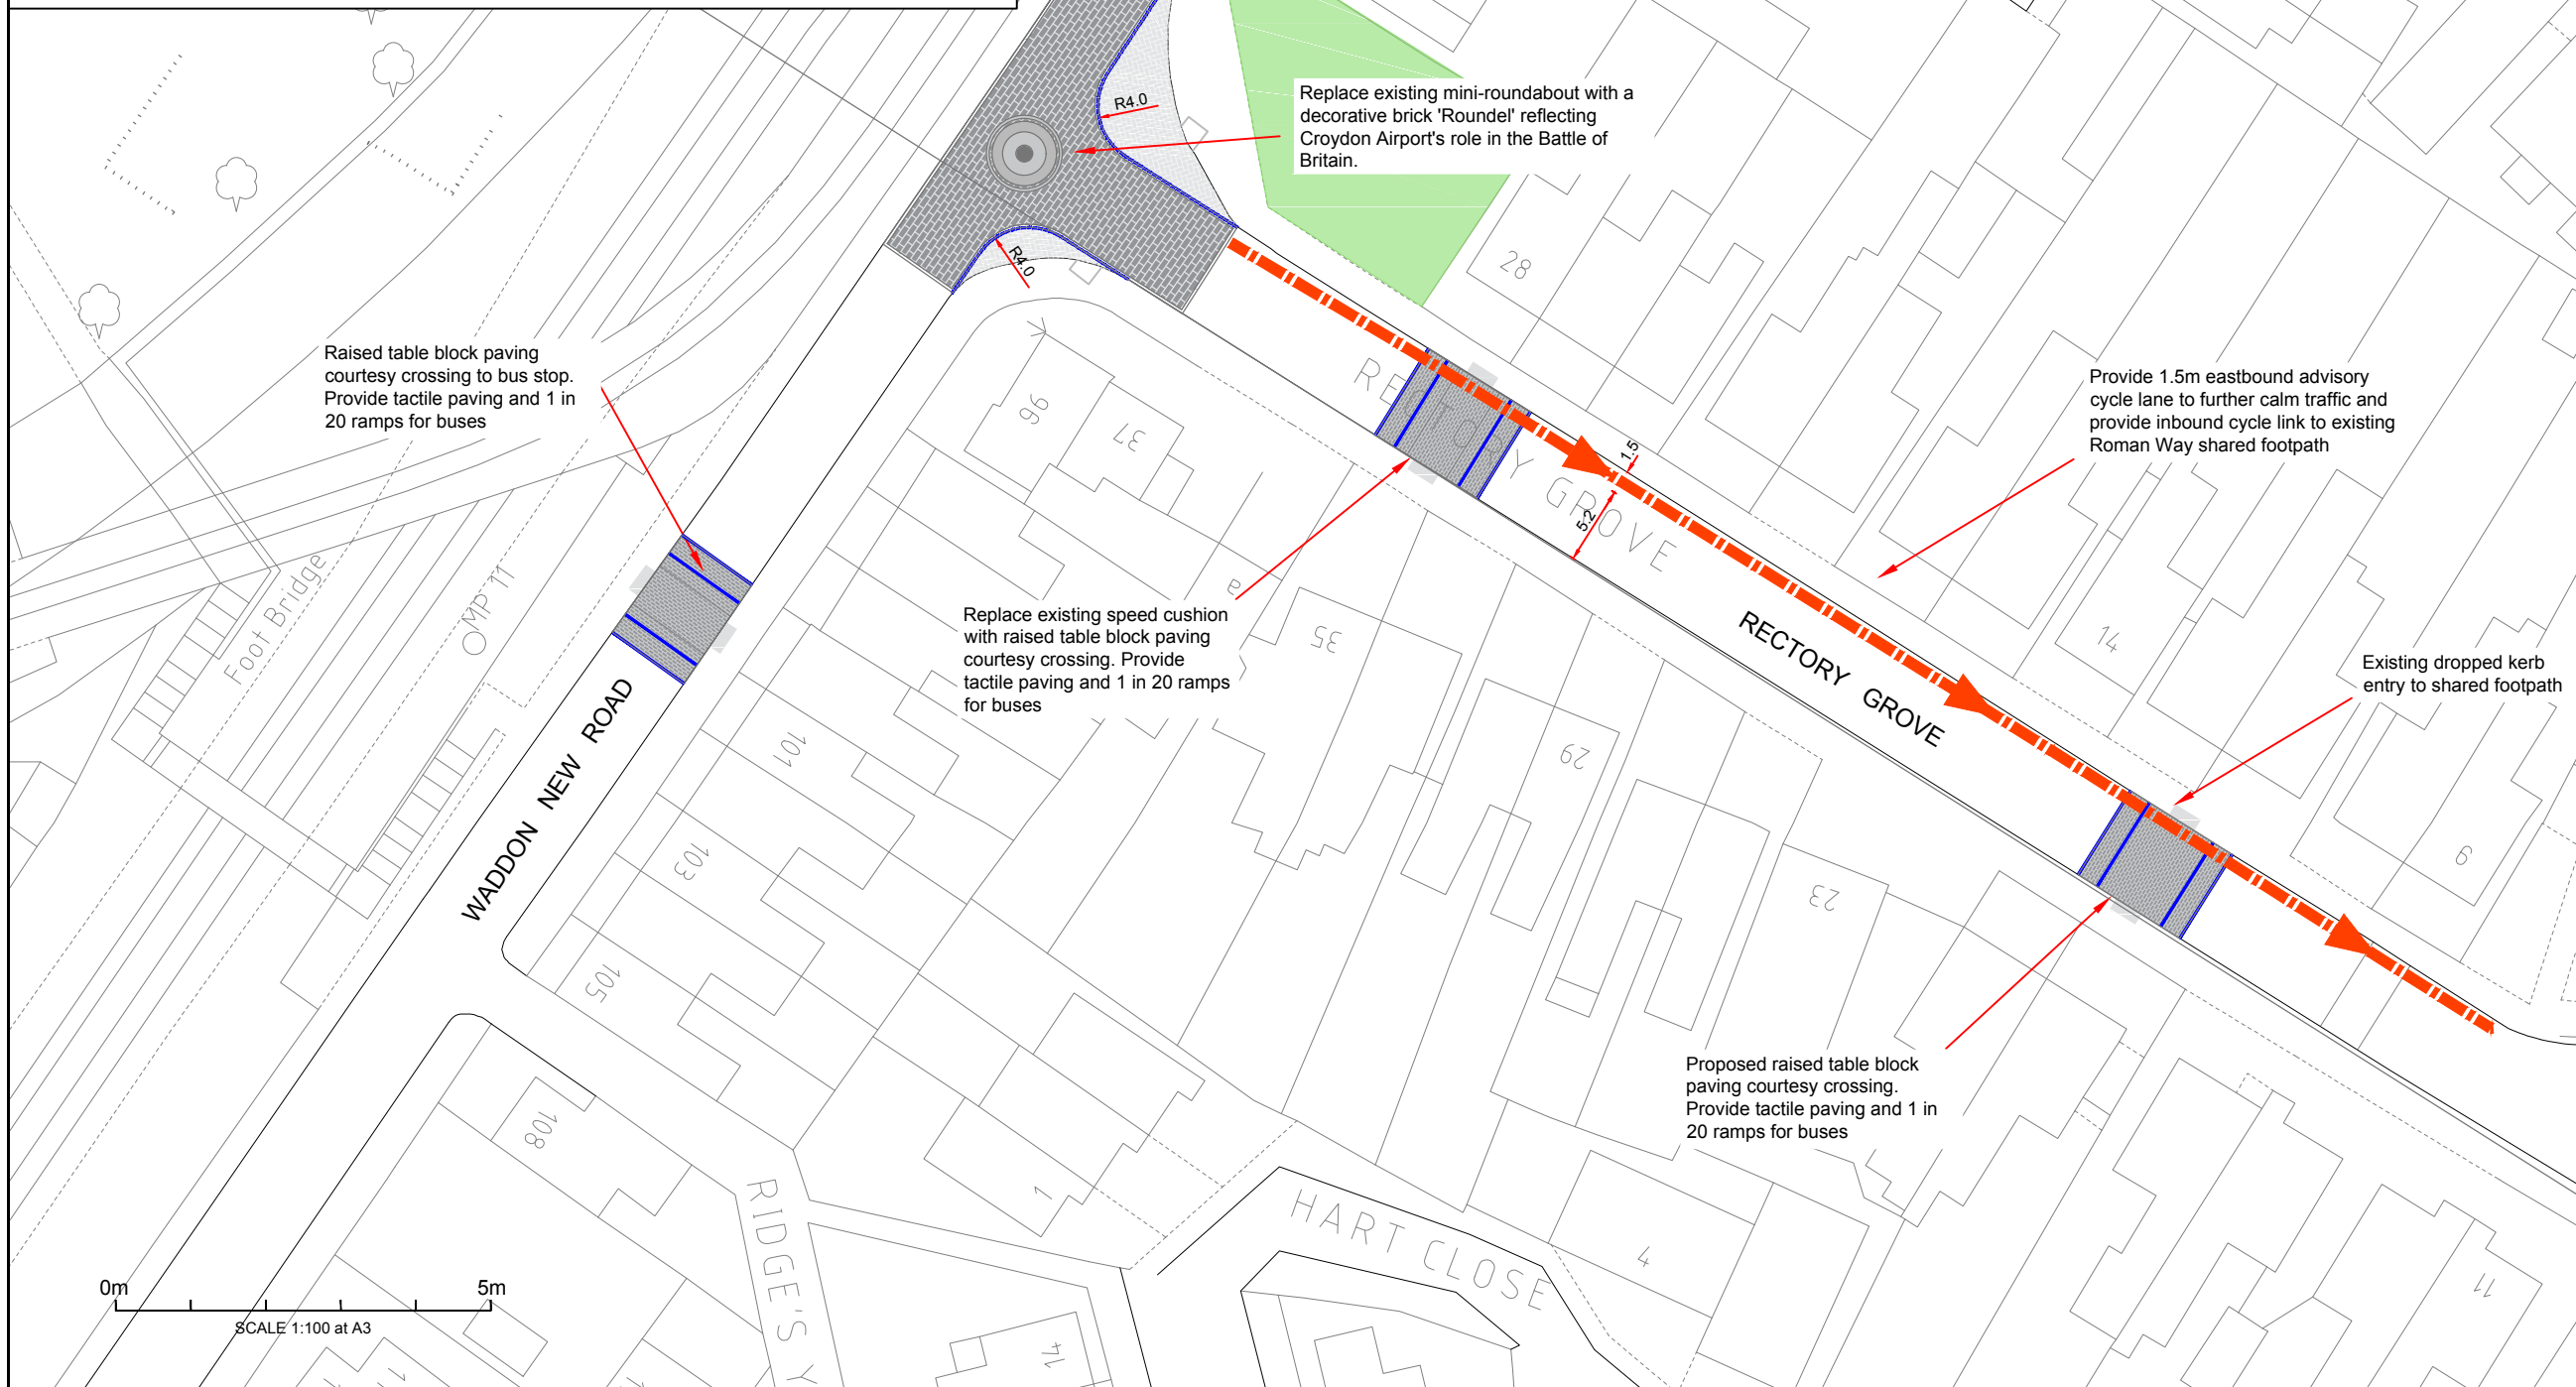 R4.0
Replace existing mini-roundabout with a
decorative brick 'Roundel' reflecting
Croydon Airport's role in the Battle of
Britain.
R4.0
28
Raised table block paving
courtesy crossing to bus stop.
Provide tactile paving and 1 in
20 ramps for buses
RECTORY GROVE
Provide 1.5m eastbound advisory
cycle lane to further calm traffic and
provide inbound cycle link to existing
Roman Way shared footpath
96
37
1.5
5.2
Foot Bridge
MP 11
Replace existing speed cushion
with raised table block paving
courtesy crossing. Provide
tactile paving and 1 in 20 ramps
for buses
35
RECTORY GROVE
14
Existing dropped kerb
entry to shared footpath
WADDON NEW ROAD
101
29
103
23
9
105
Proposed raised table block
paving courtesy crossing.
Provide tactile paving and 1 in
20 ramps for buses
108
1
RIDGE'S Y
HART CLOSE
4
11
0m
5m
SCALE 1:100 at A3
14